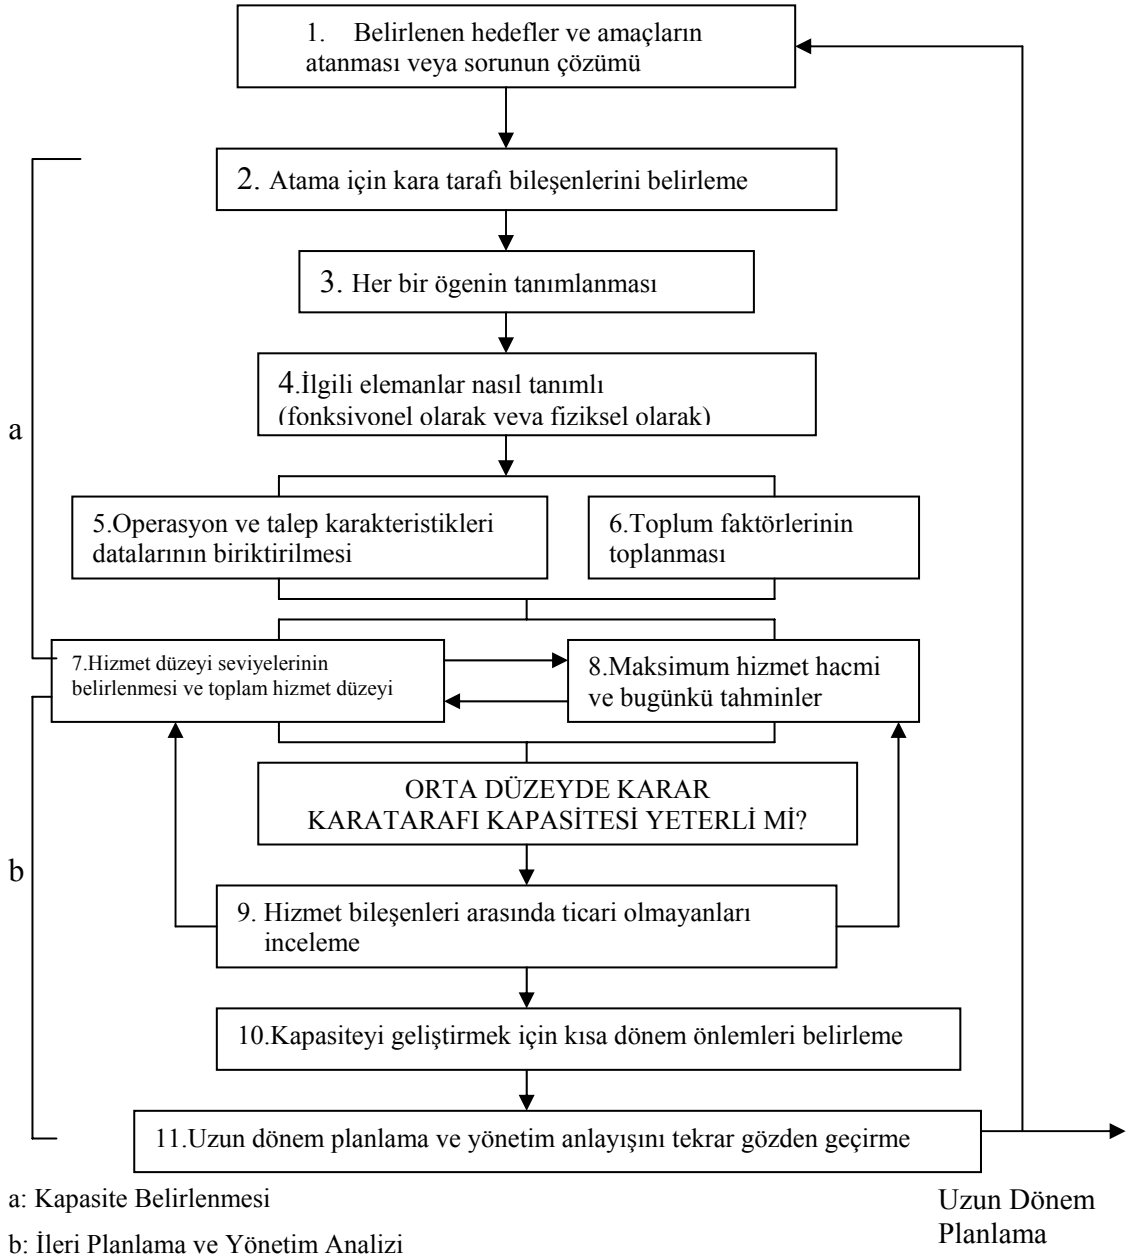 1. Belirlenen hedefler ve amaçların
atanması veya sorunun çözümü
2. Atama için kara tarafı bileşenlerini belirleme
3. Her bir ögenin tanımlanması
4.İlgili elemanlar nasıl tanımlı
(fonksiyonel olarak veya fiziksel olarak)
a
5.Operasyon ve talep karakteristikleri
datalarının biriktirilmesi
6.Toplum faktörlerinin
toplanması
7.Hizmet düzeyi seviyelerinin
belirlenmesi ve toplam hizmet düzeyi
8.Maksimum hizmet hacmi
ve bugünkü tahminler
ORTA DÜZEYDE KARAR
KARATARAFI KAPASİTESİ YETERLİ Mİ?
b
9. Hizmet bileşenleri arasında ticari olmayanları
inceleme
10.Kapasiteyi geliştirmek için kısa dönem önlemleri belirleme
11.Uzun dönem planlama ve yönetim anlayışını tekrar gözden geçirme
a: Kapasite Belirlenmesi
b: İleri Planlama ve Yönetim Analizi
Uzun Dönem
Planlama